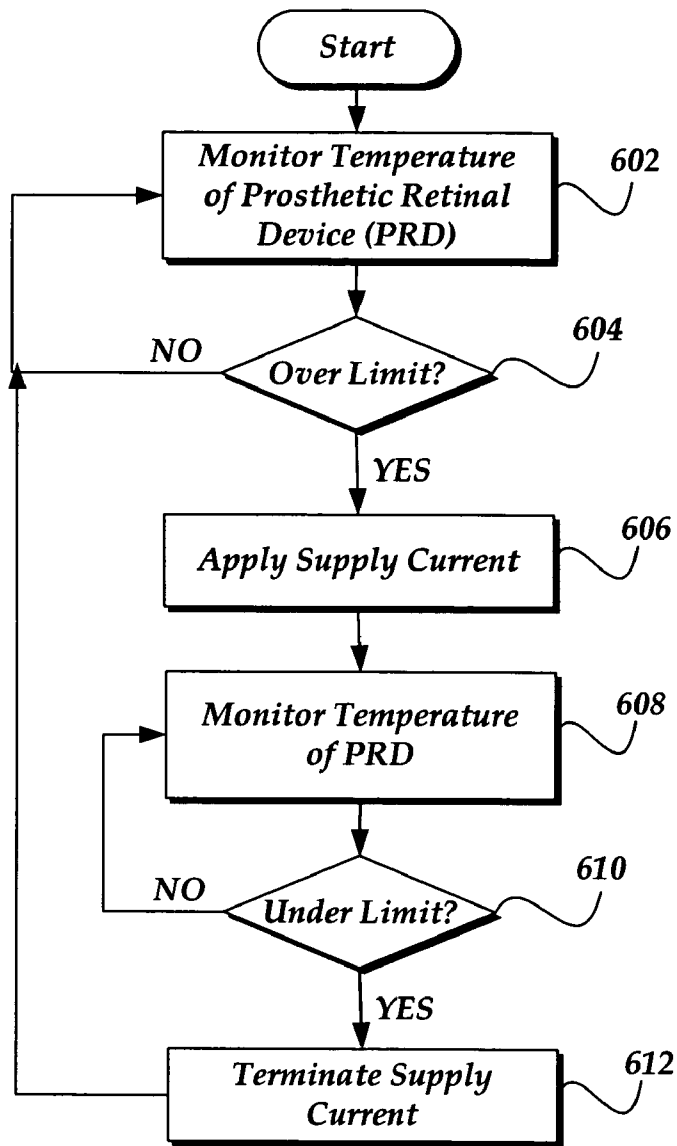 Start
Monitor Temperature
of Prosthetic Retinal
Device (PRD)
602
Over Limit?
604
NO
YES
Apply Supply Current
606
Monitor Temperature
of PRD
608
Under Limit?
610
NO
YES
Terminate Supply
Current
612